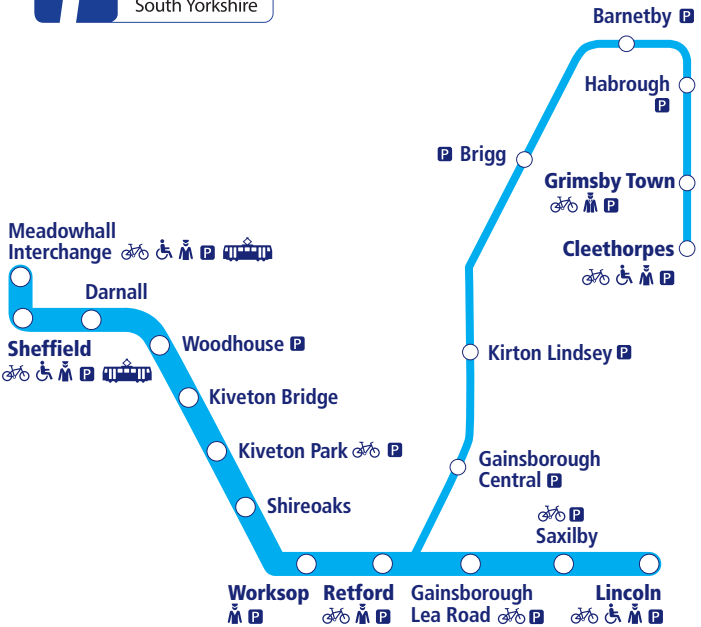 South Yorkshire
Barnetby P
Habrough
P
P Brigg
Grimsby Town
P
Cleethorpes
P
Meadowhall
Interchange P
Darnall
Sheffield
P
Woodhouse P
Kiveton Bridge
Kiveton Park P
Shireoaks
Kirton Lindsey P
Gainsborough
Central P
P
Saxilby
Worksop
P
Retford
P
Gainsborough
Lea Road P
Lincoln
P